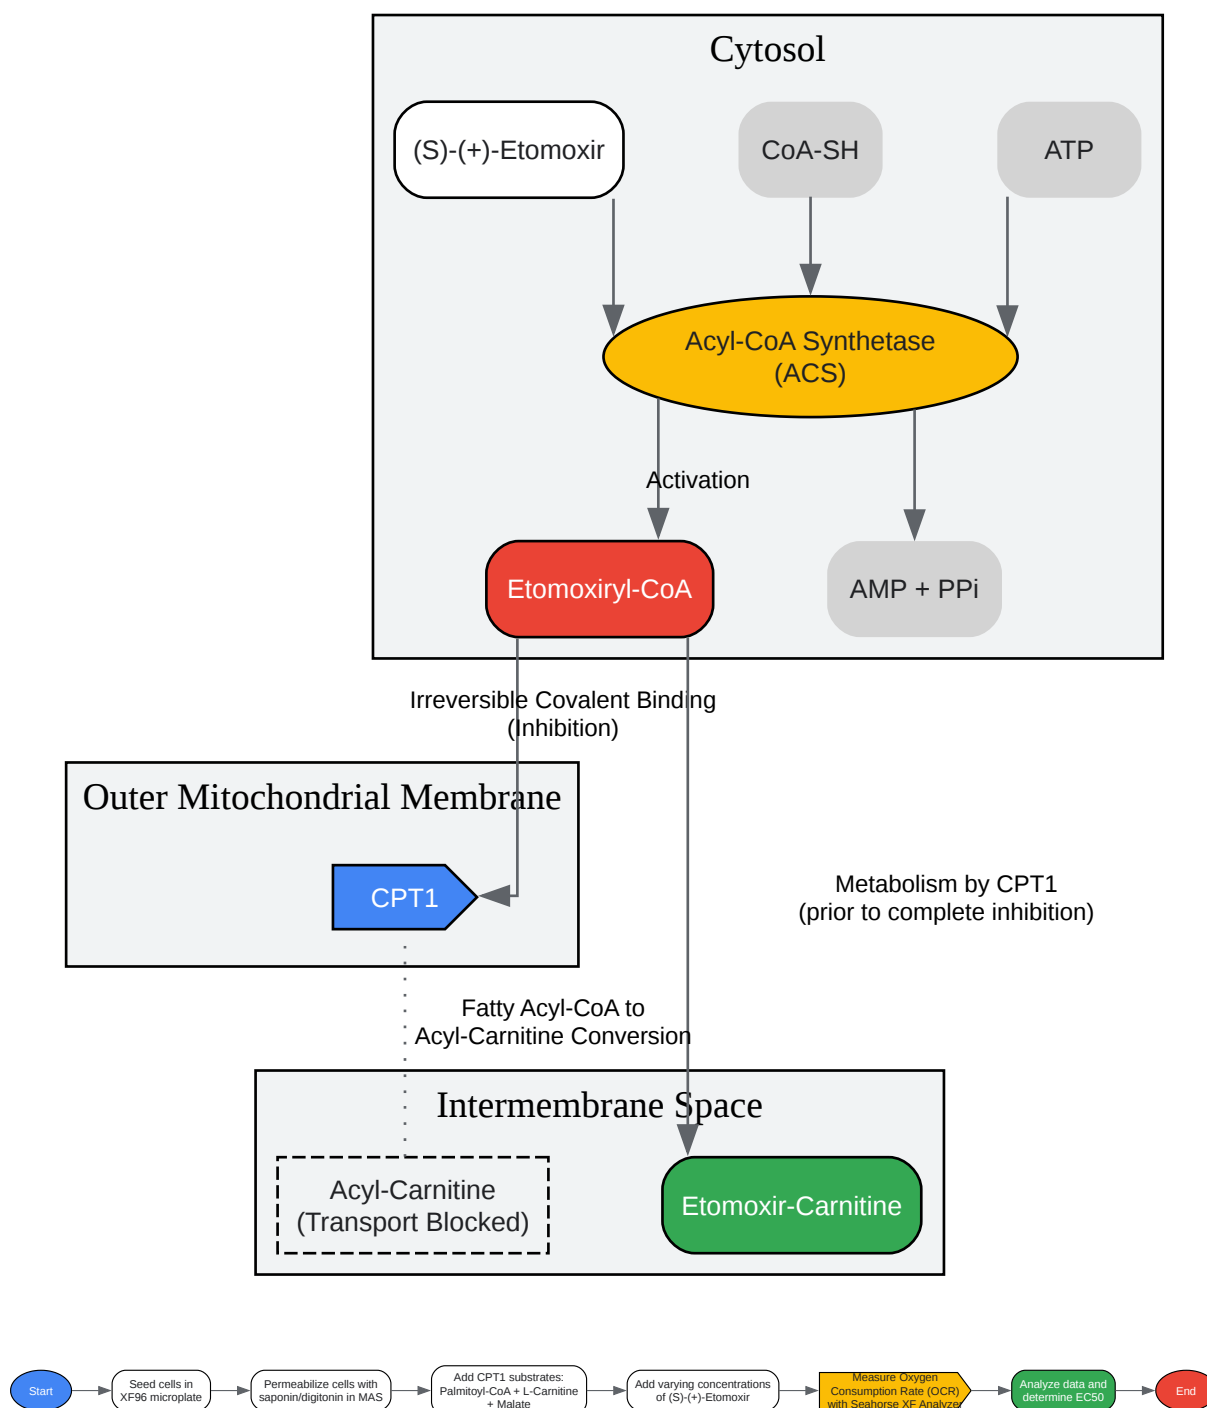 Cytosol
(S)-(+)-Etomoxir
CoA-SH
ATP
Acyl-CoA Synthetase
(ACS)
Activation
Etomoxiryl-CoA
AMP + PPi
Irreversible Covalent Binding
(Inhibition)
Outer Mitochondrial Membrane
CPT1
Metabolism by CPT1
(prior to complete inhibition)
Fatty Acyl-CoA to
Acyl-Carnitine Conversion
Intermembrane Space
Acyl-Carnitine
(Transport Blocked)
Etomoxir-Carnitine
Start
Seed cells in
XF96 microplate
Permeabilize cells with
saponin/digitonin in MAS
Add CPT1 substrates:
Palmitoyl-CoA + L-Carnitine
+ Malate
Add varying concentrations
of (S)-(+)-Etomoxir
Measure Oxygen
Consumption Rate (OCR)
with Seahorse XF Analyzer
Analyze data and
determine EC50
End